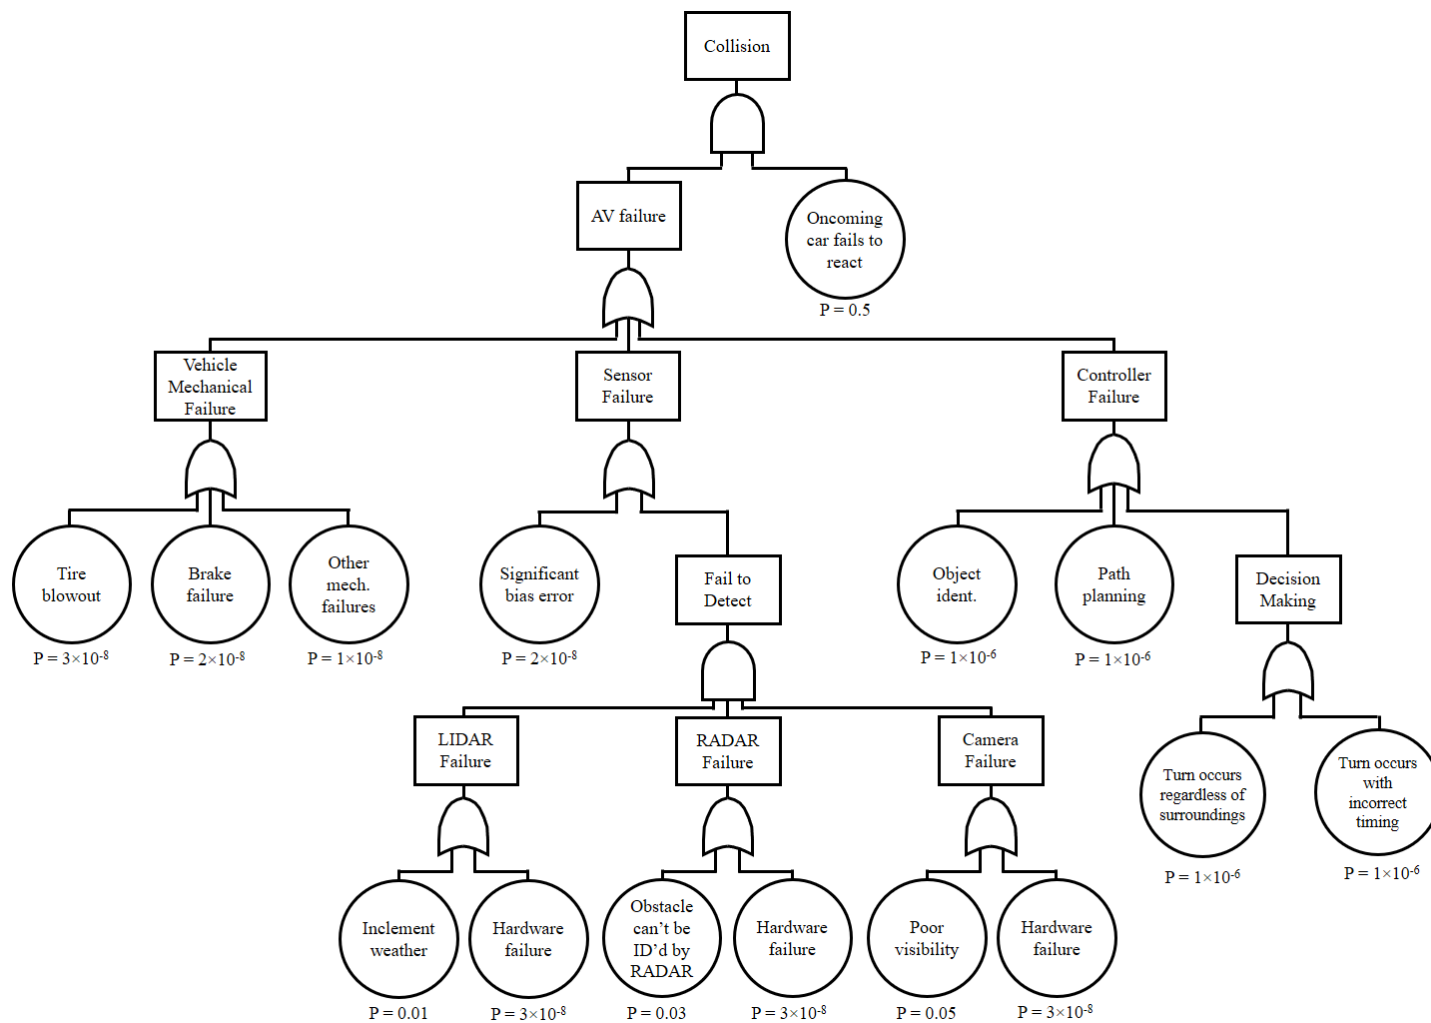 Collision
AV failure
Oncoming
car fails to
react
P = 0.5
Vehicle
Mechanical
Failure
Sensor
Failure
Controller
Failure
Tire
blowout
P = 3×10⁻⁸
Brake
failure
P = 2×10⁻⁸
Other
mech.
failures
P = 1×10⁻⁸
Significant
bias error
P = 2×10⁻⁸
Fail to
Detect
Object
ident.
P = 1×10⁻⁶
Path
planning
P = 1×10⁻⁶
Decision
Making
LIDAR
Failure
RADAR
Failure
Camera
Failure
Turn occurs
regardless of
surroundings
P = 1×10⁻⁶
Turn occurs
with
incorrect
timing
P = 1×10⁻⁶
Inclement
weather
P = 0.01
Hardware
failure
P = 3×10⁻⁸
Obstacle
can’t be
ID’d by
RADAR
P = 0.03
Hardware
failure
P = 3×10⁻⁸
Poor
visibility
P = 0.05
Hardware
failure
P = 3×10⁻⁸